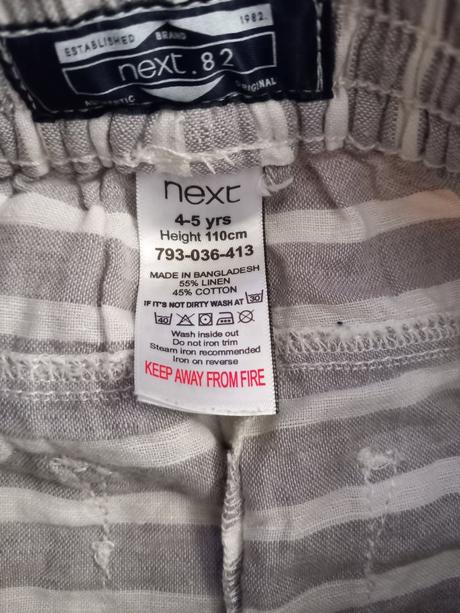 ESTABLISHED BRAND 1982.
next.82
AUTHENTIC ORIGINAL
next
4-5 yrs
Height 110cm
793-036-413
MADE IN BANGLADESH
55% LINEN
45% COTTON
IF IT'S NOT DIRTY WASH AT 30
40
Wash inside out
Do not iron trim
Steam iron recommended
Iron on reverse
KEEP AWAY FROM FIRE